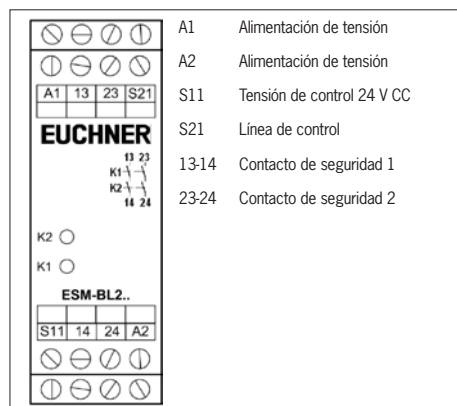 A1 13 23 S21
EUCHNER
13 23
K1
K2
14 24
K2
K1
ESM-BL2..
S11 14 24 A2
A1 Alimentación de tensión
A2 Alimentación de tensión
S11 Tensión de control 24 V CC
S21 Línea de control
13-14 Contacto de seguridad 1
23-24 Contacto de seguridad 2